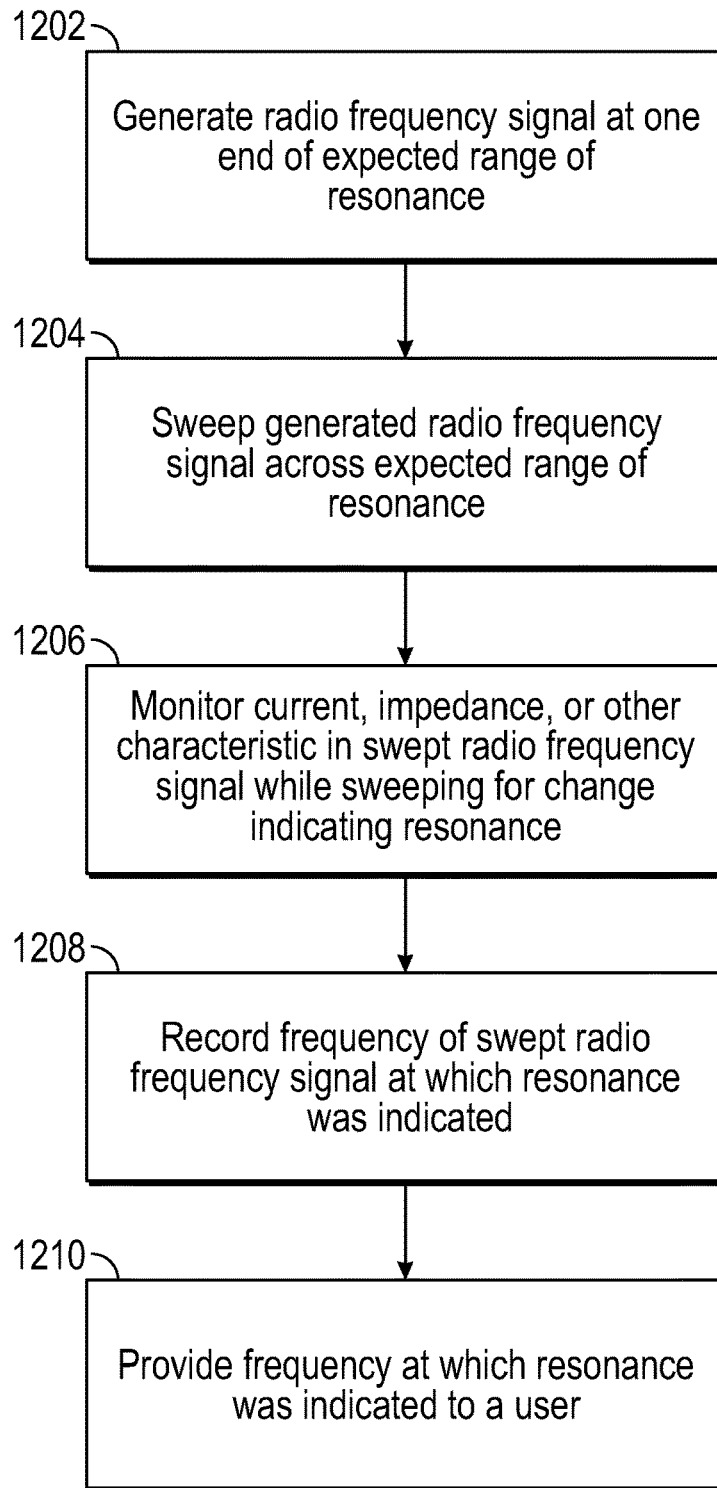 1202
Generate radio frequency signal at one
end of expected range of
resonance
1204
Sweep generated radio frequency
signal across expected range of
resonance
1206
Monitor current, impedance, or other
characteristic in swept radio frequency
signal while sweeping for change
indicating resonance
1208
Record frequency of swept radio
frequency signal at which resonance
was indicated
1210
Provide frequency at which resonance
was indicated to a user